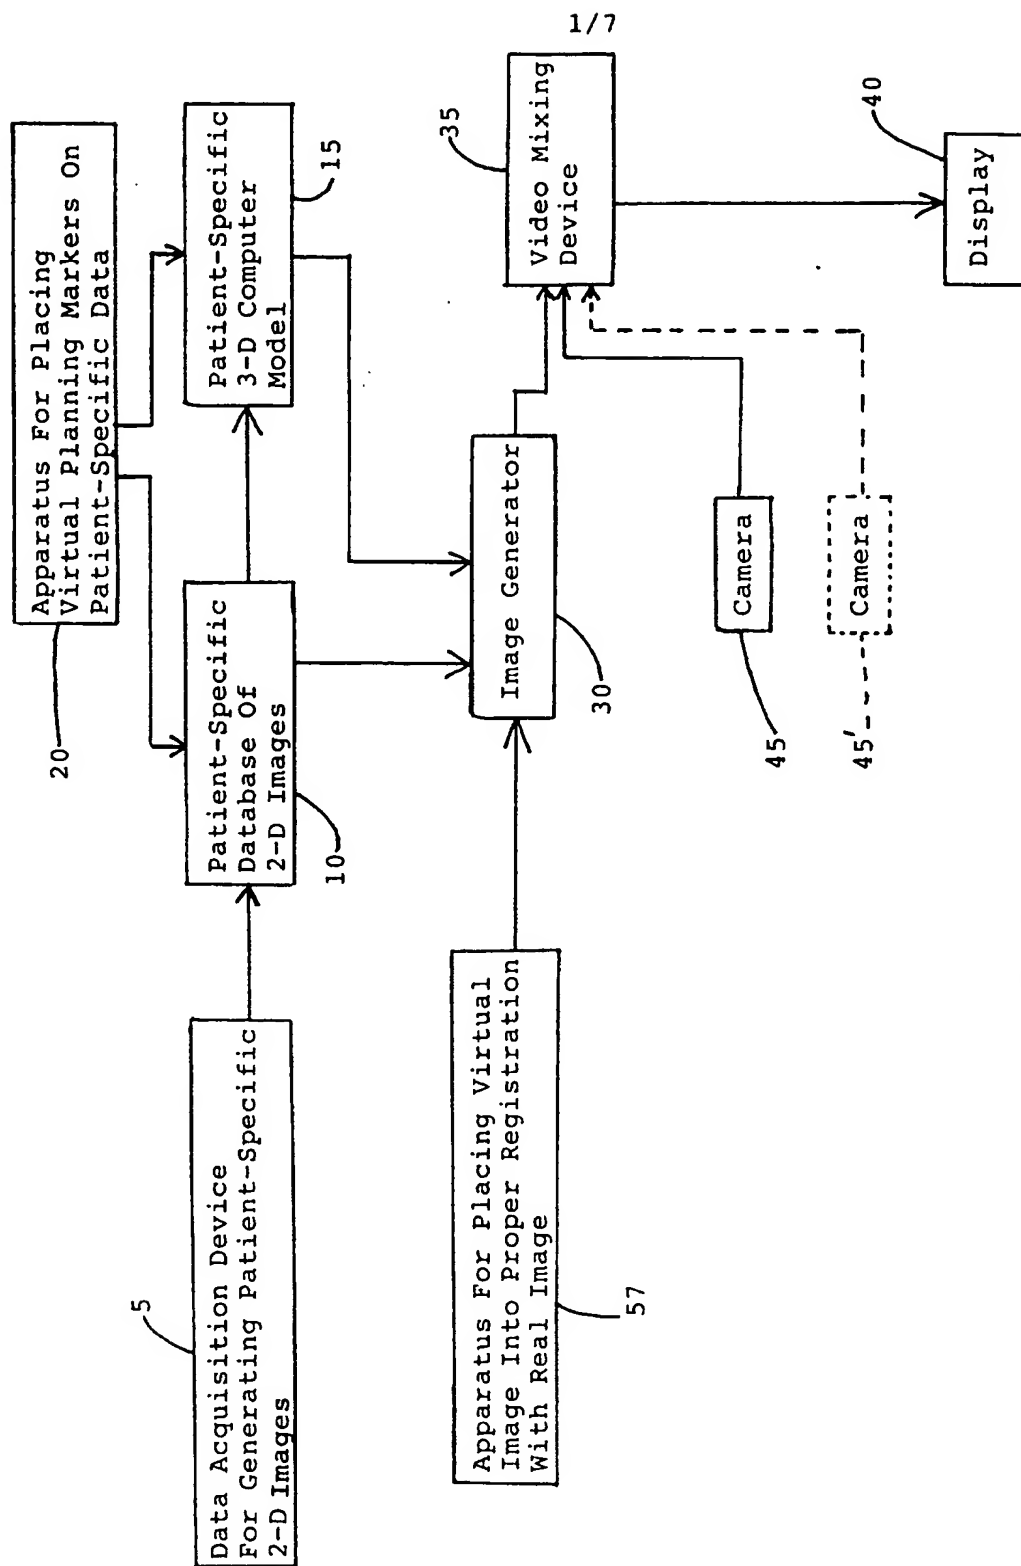 1/7
Apparatus For Placing
Virtual Planning Markers On
Patient-Specific Data
20
Data Acquisition Device
For Generating Patient-Specific
2-D Images
5
Patient-Specific
Database Of
2-D Images
10
Patient-Specific
3-D Computer
Model
15
Apparatus For Placing Virtual
Image Into Proper Registration
With Real Image
57
Image Generator
30
Video Mixing
Device
35
Camera
45
Camera
45'
Display
40